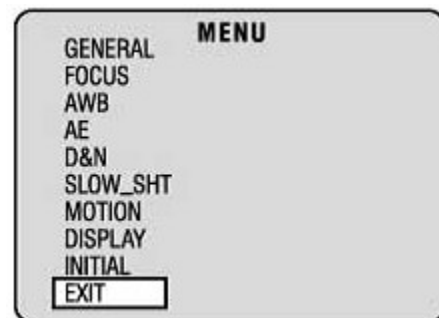 MENU
GENERAL
FOCUS
AWB
AE
D&N
SLOW_SHT
MOTION
DISPLAY
INITIAL
EXIT